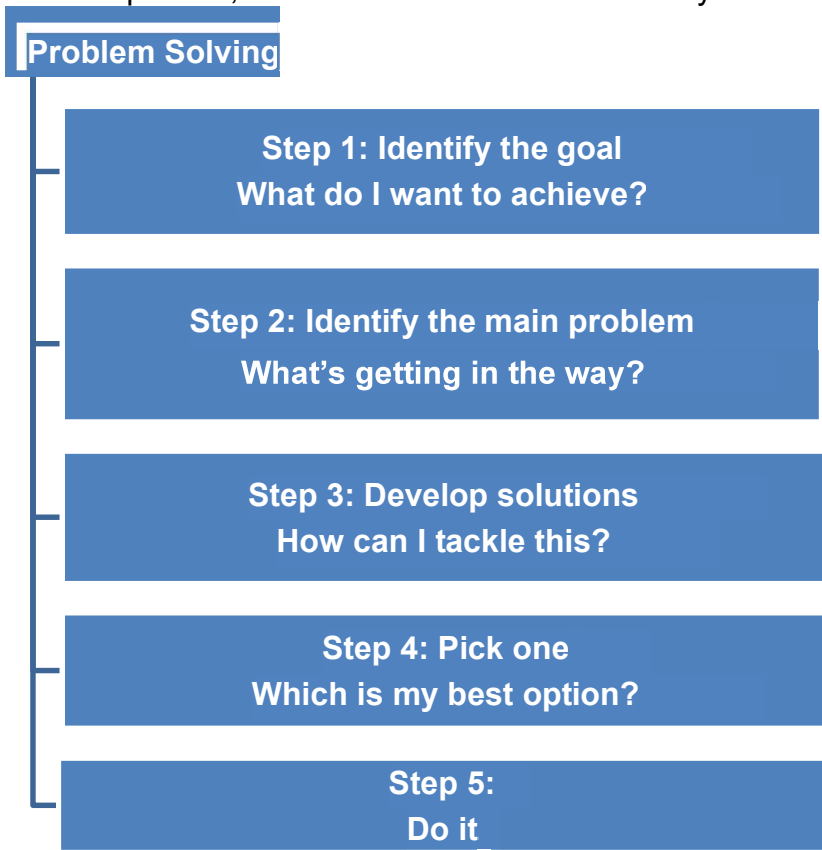 Problem Solving
Step 1: Identify the goal
What do I want to achieve?
Step 2: Identify the main problem
What's getting in the way?
Step 3: Develop solutions
How can I tackle this?
Step 4: Pick one
Which is my best option?
Step 5:
Do it